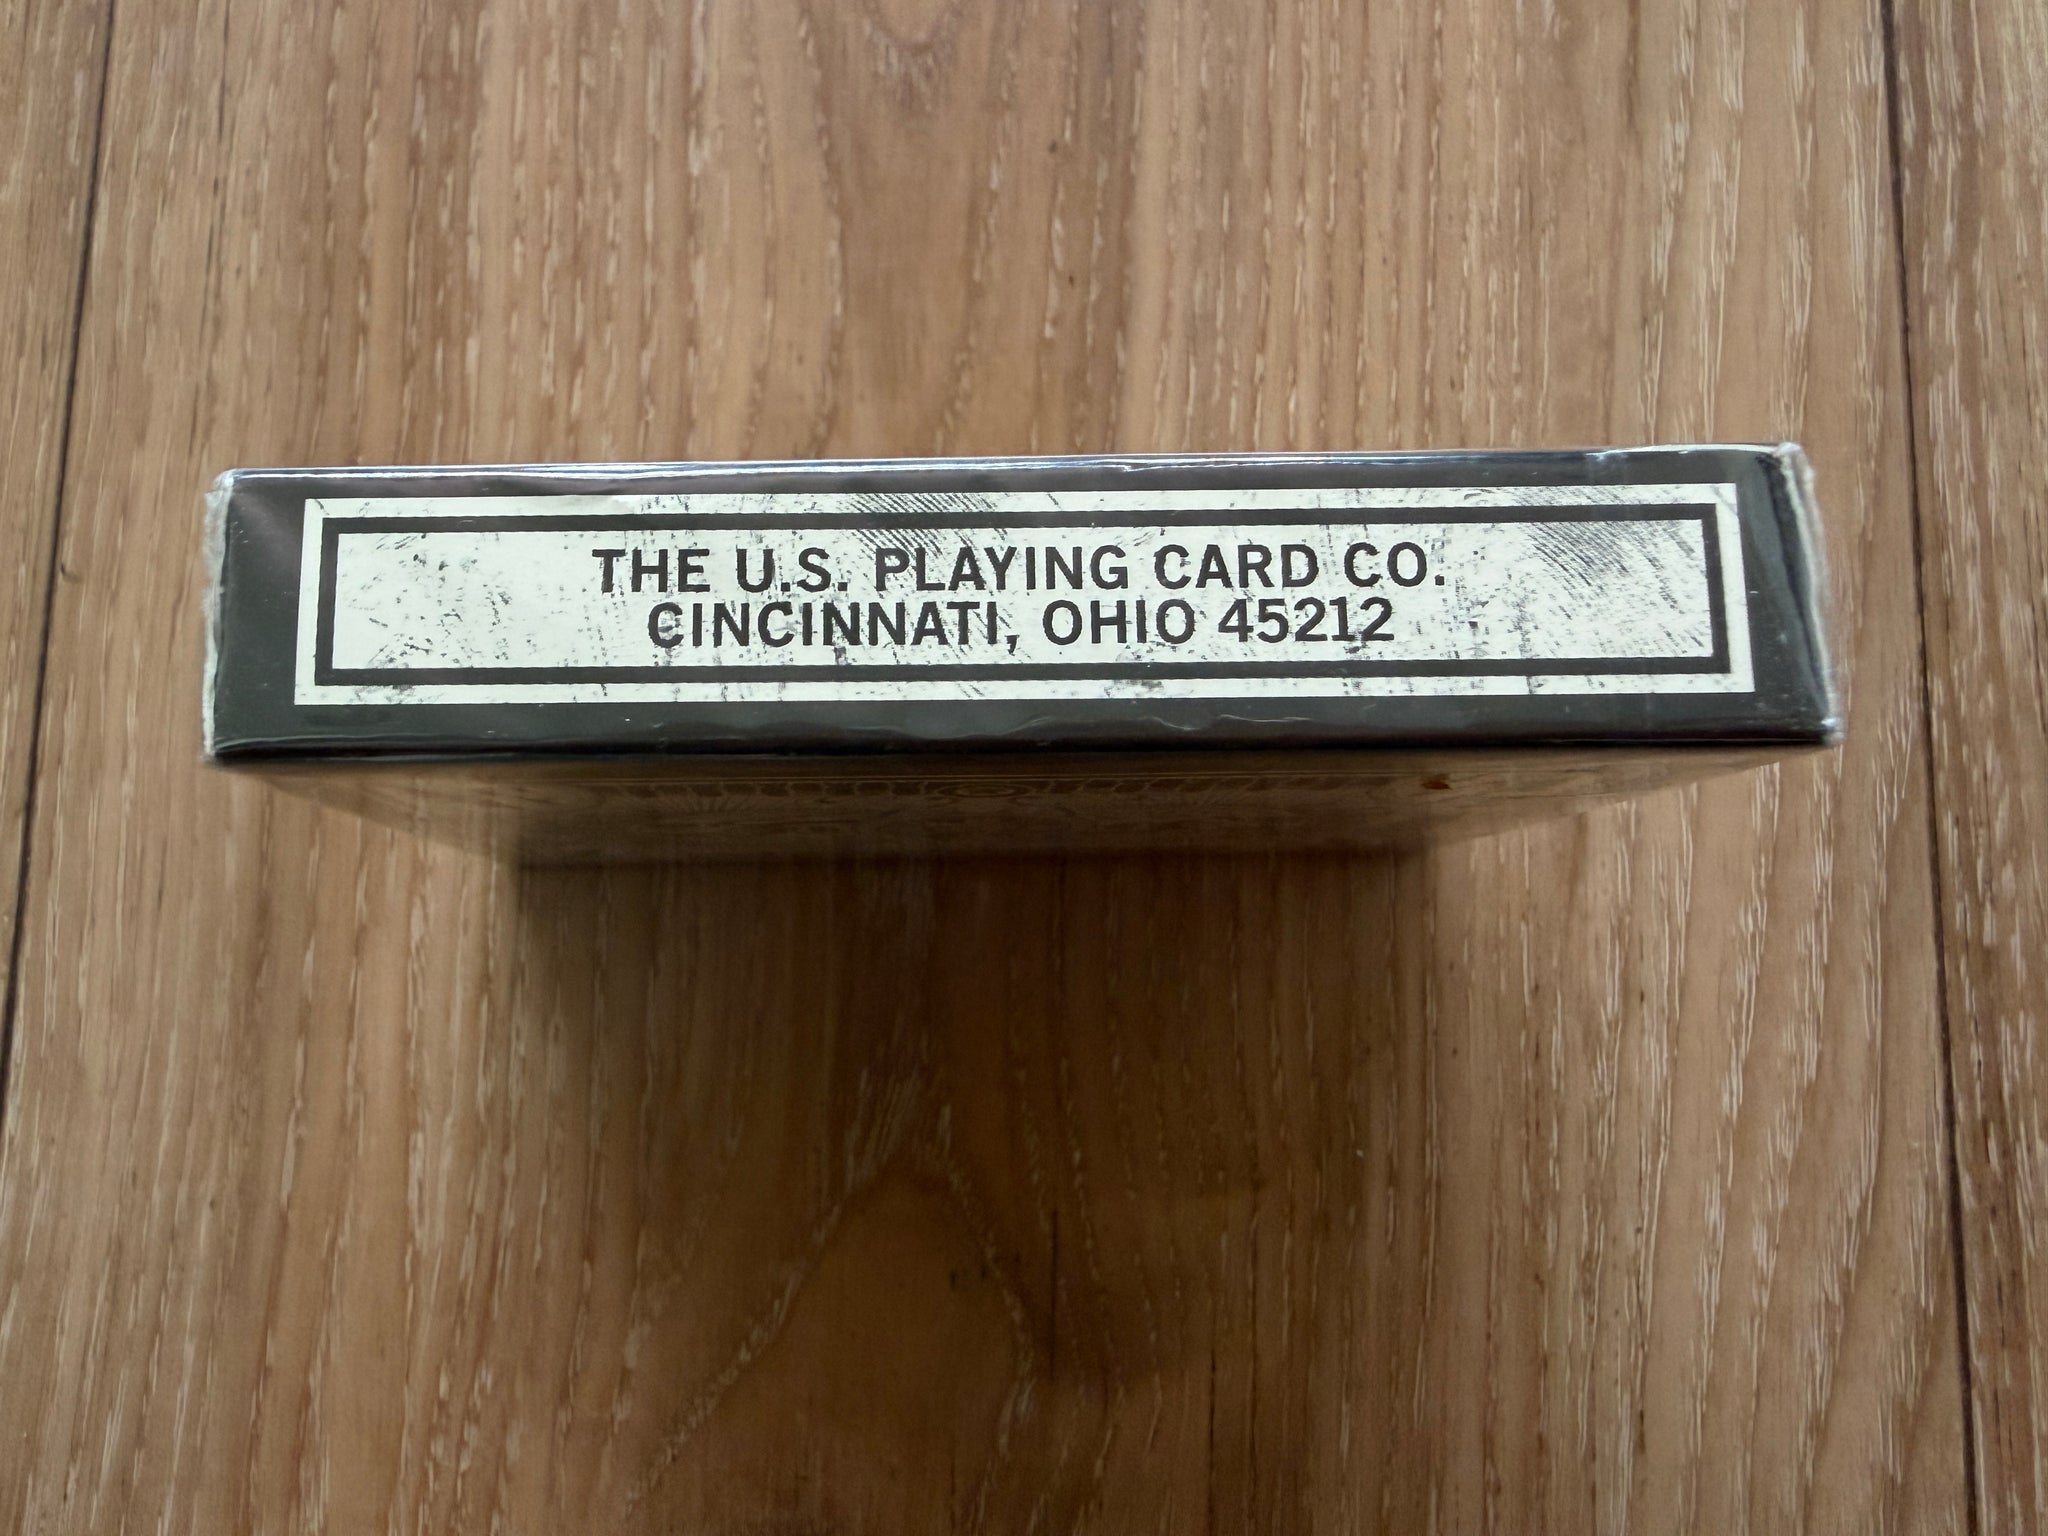 THE U.S. PLAYING CARD CO.
CINCINNATI, OHIO 45212